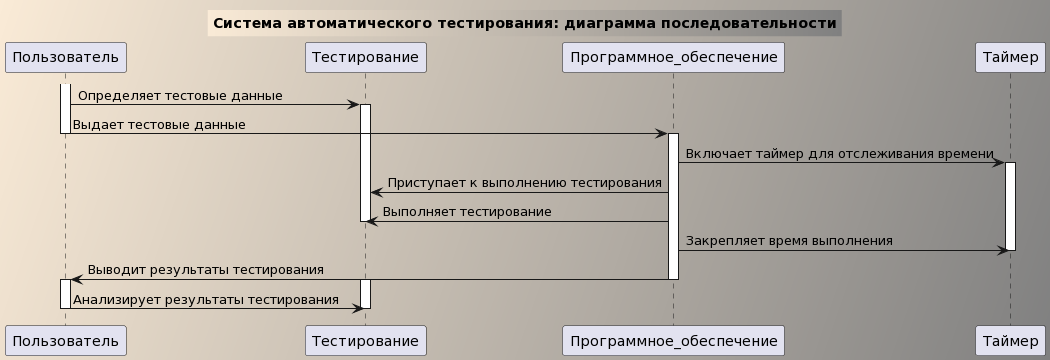 Система автоматического тестирования: диаграмма последовательности
Пользователь
Тестирование
Программное_обеспечение
Таймер
Определяет тестовые данные
Выдает тестовые данные
Включает таймер для отслеживания времени
Приступает к выполнению тестирования
Выполняет тестирование
Закрепляет время выполнения
Выводит результаты тестирования
Анализирует результаты тестирования
Пользователь
Тестирование
Программное_обеспечение
Таймер